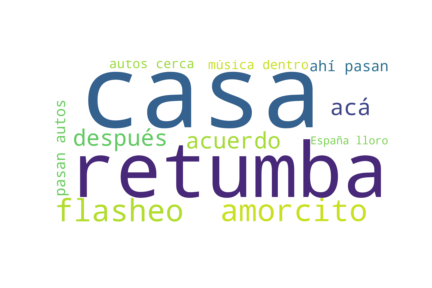 autos cerca música dentro ahí pasan
casa
acá
pasan autos
después acuerdo España lloro
retumba
flasheo amorcito